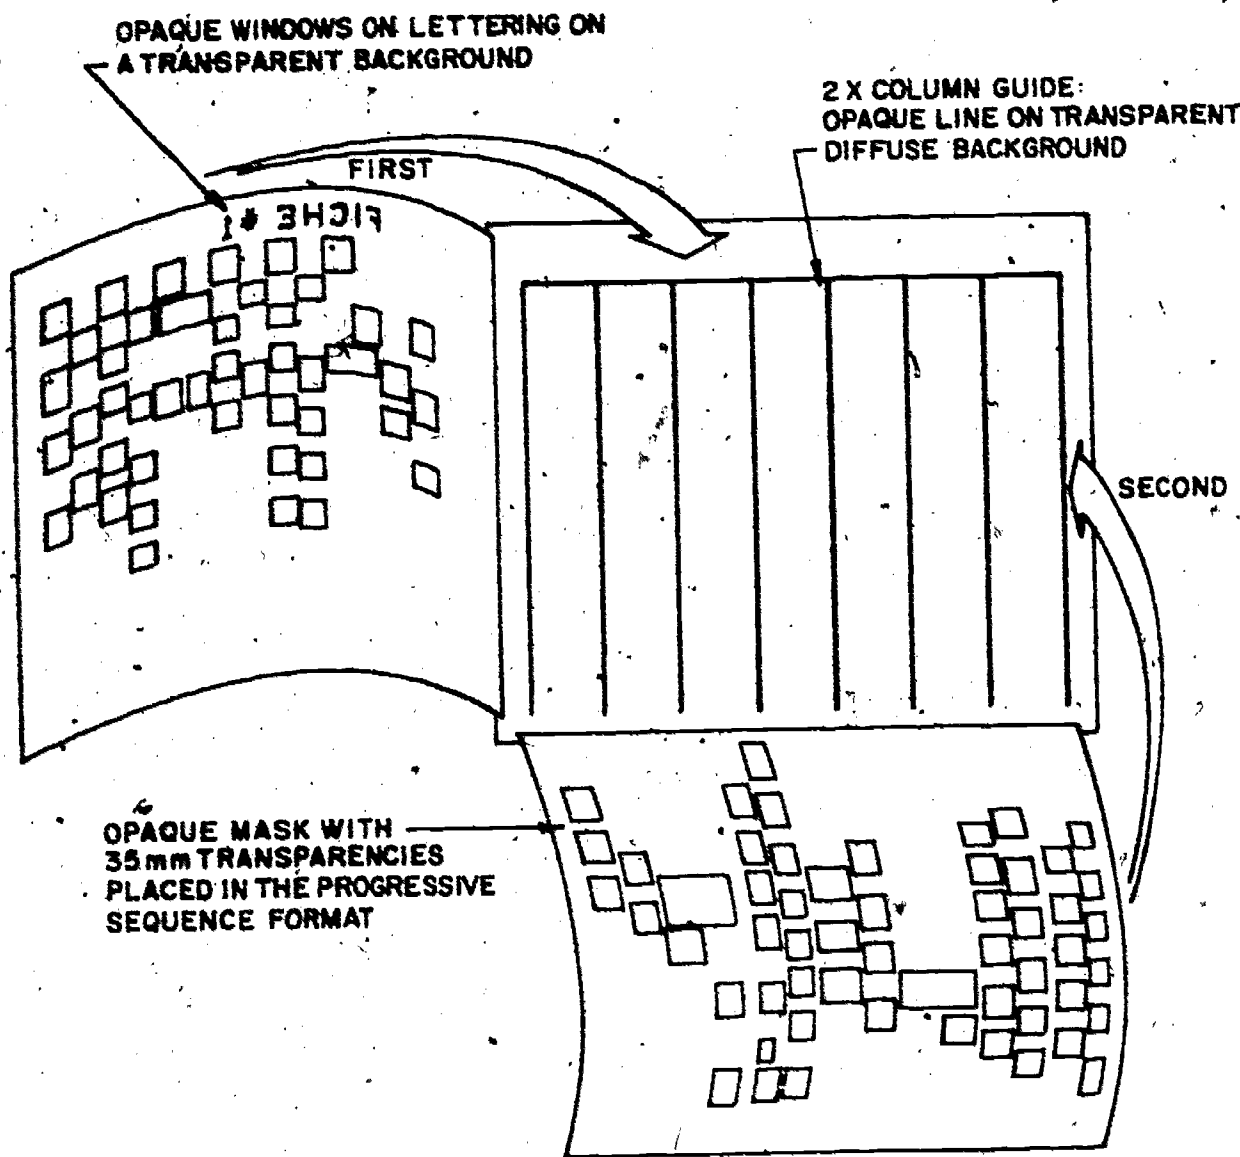 OPAQUE WINDOWS ON LETTERING ON
A TRANSPARENT BACKGROUND
2 X COLUMN GUIDE:
OPAQUE LINE ON TRANSPARENT
DIFFUSE BACKGROUND
FIRST
FICHE # 1
SECOND
OPAQUE MASK WITH
35mm TRANSPARENCIES
PLACED IN THE PROGRESSIVE
SEQUENCE FORMAT